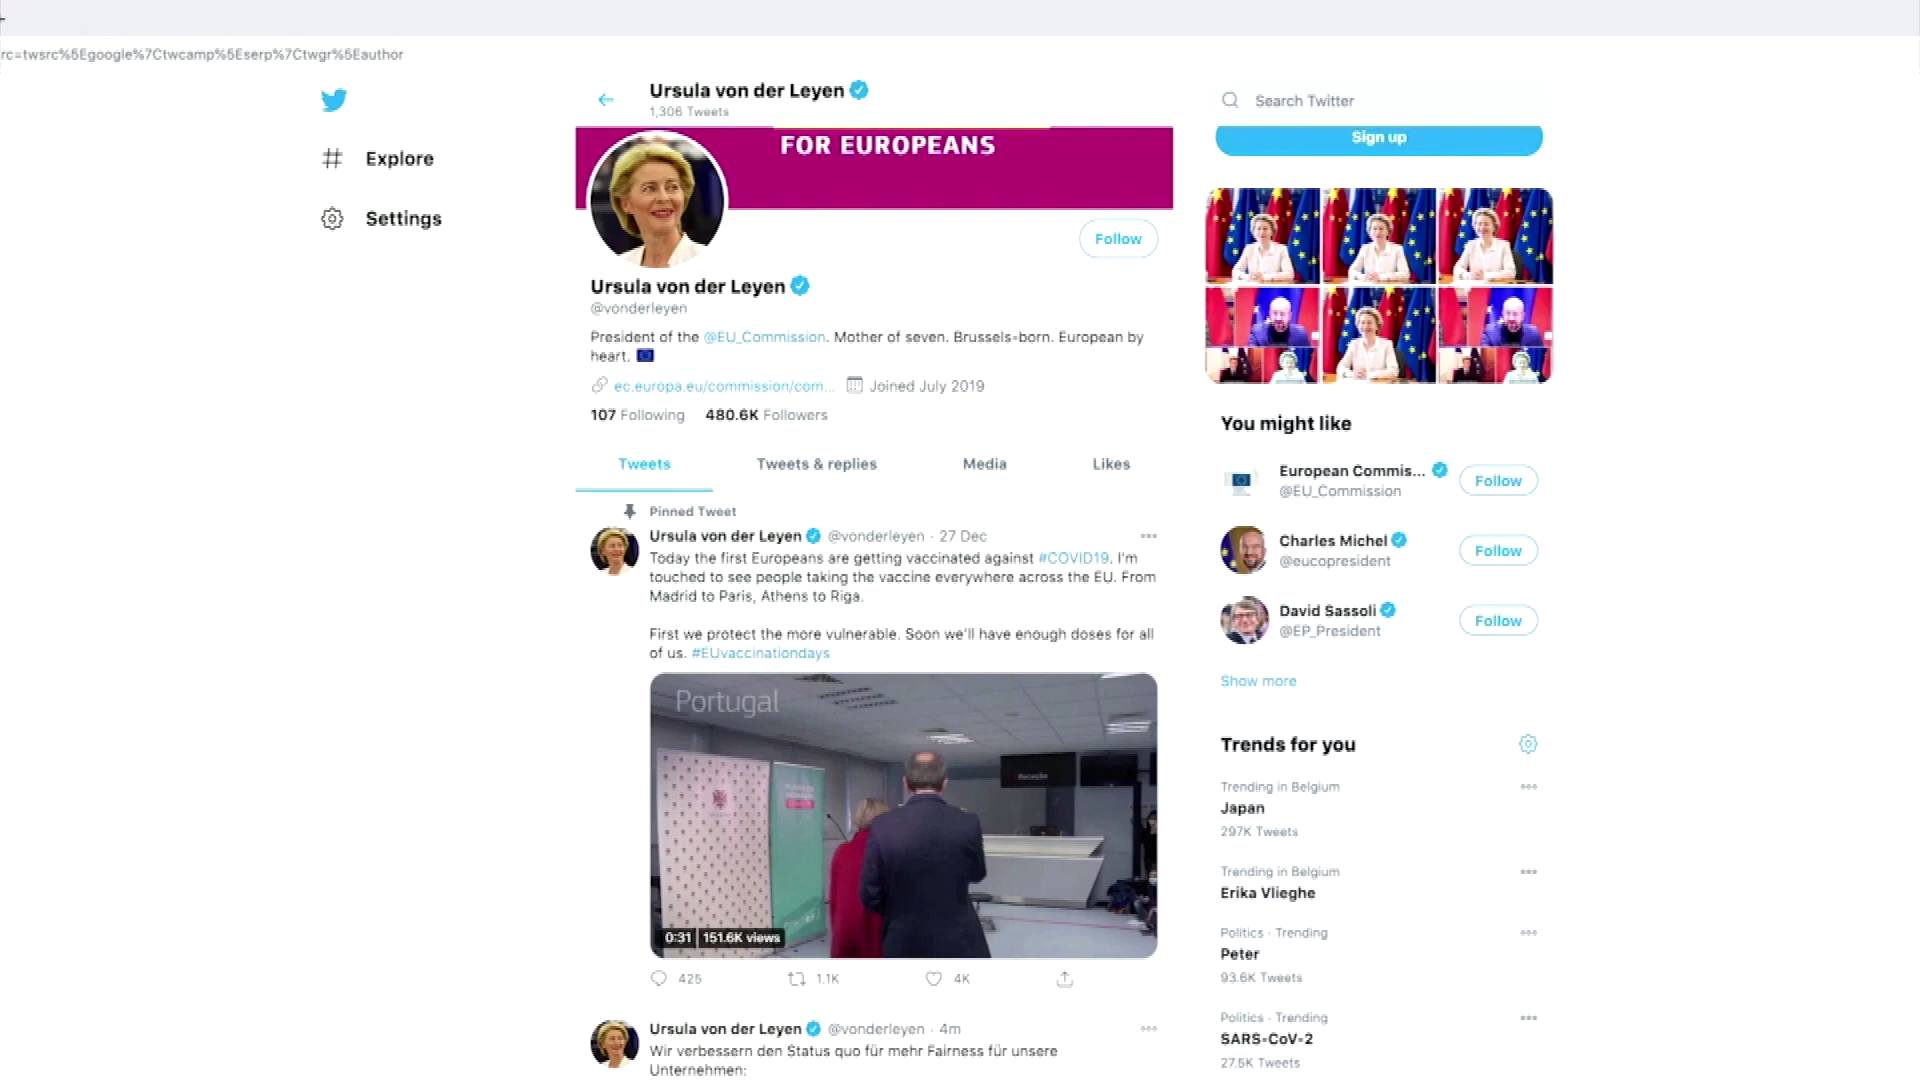 rc=twsrc%5Egoogle%7Ctwcamp%5Eserp%7Ctwgr%5Eauthor
Ursula von der Leyen
1,306 Tweets
Search Twitter
Explore
Settings
FOR EUROPEANS
Sign up
Follow
Ursula von der Leyen
@vonderleyen
President of the @EU_Commission. Mother of seven. Brussels-born. European by
heart.
ec.europa.eu/commission/com...
Joined July 2019
107 Following 480.6K Followers
Tweets
Tweets & replies
Media
Likes
Pinned Tweet
Ursula von der Leyen @vonderleyen · 27 Dec
Today the first Europeans are getting vaccinated against #COVID19. I'm
touched to see people taking the vaccine everywhere across the EU. From
Madrid to Paris, Athens to Riga.
First we protect the more vulnerable. Soon we'll have enough doses for all
of us. #EUvaccinationdays
Portugal
0:31 151.6K views
425
1.1K
4K
Ursula von der Leyen @vonderleyen · 4m
Wir verbessern den Status quo für mehr Fairness für unsere
Unternehmen:
You might like
European Commis...
@EU_Commission
Follow
Charles Michel
@eucopresident
Follow
David Sassoli
@EP_President
Follow
Show more
Trends for you
Trending in Belgium
Japan
297K Tweets
Trending in Belgium
Erika Vlieghe
Politics · Trending
Peter
93.6K Tweets
Politics · Trending
SARS-CoV-2
27.5K Tweets